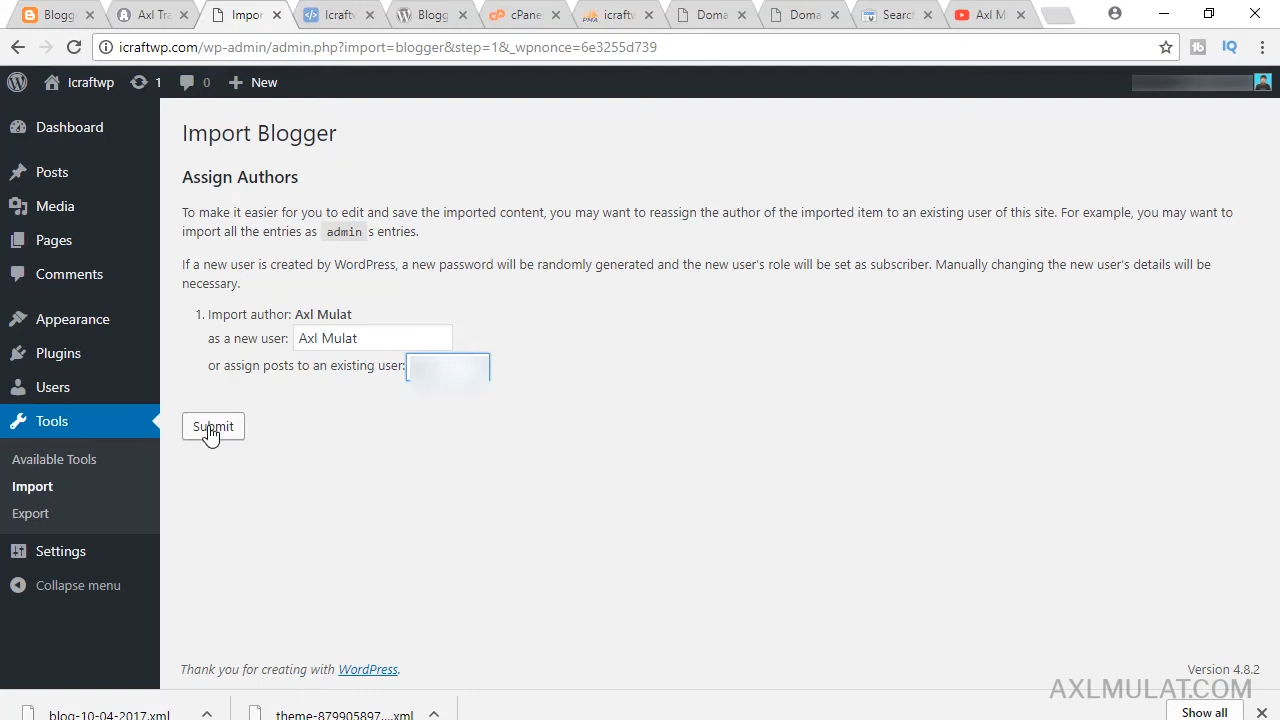 Blogg
Axl Tra
Impor
Icraftw
Blogg
cPane
icraftv
Doma
Doma
Search
Axl M
icraftwp.com/wp-admin/admin.php?import=blogger&step=1&_wpnonce=6e3255d739
Icraftwp
1
0
New
Dashboard
Posts
Media
Pages
Comments
Appearance
Plugins
Users
Tools
Available Tools
Import
Export
Settings
Collapse menu
Import Blogger
Assign Authors
To make it easier for you to edit and save the imported content, you may want to reassign the author of the imported item to an existing user of this site. For example, you may want to
import all the entries as admin s entries.
If a new user is created by WordPress, a new password will be randomly generated and the new user's role will be set as subscriber. Manually changing the new user's details will be
necessary.
1. Import author: Axl Mulat
as a new user: Axl Mulat
or assign posts to an existing user:
Submit
Thank you for creating with WordPress.
Version 4.8.2
AXLMULAT.COM
blog-10-04-2017.xml
theme-879905897....xml
Show all